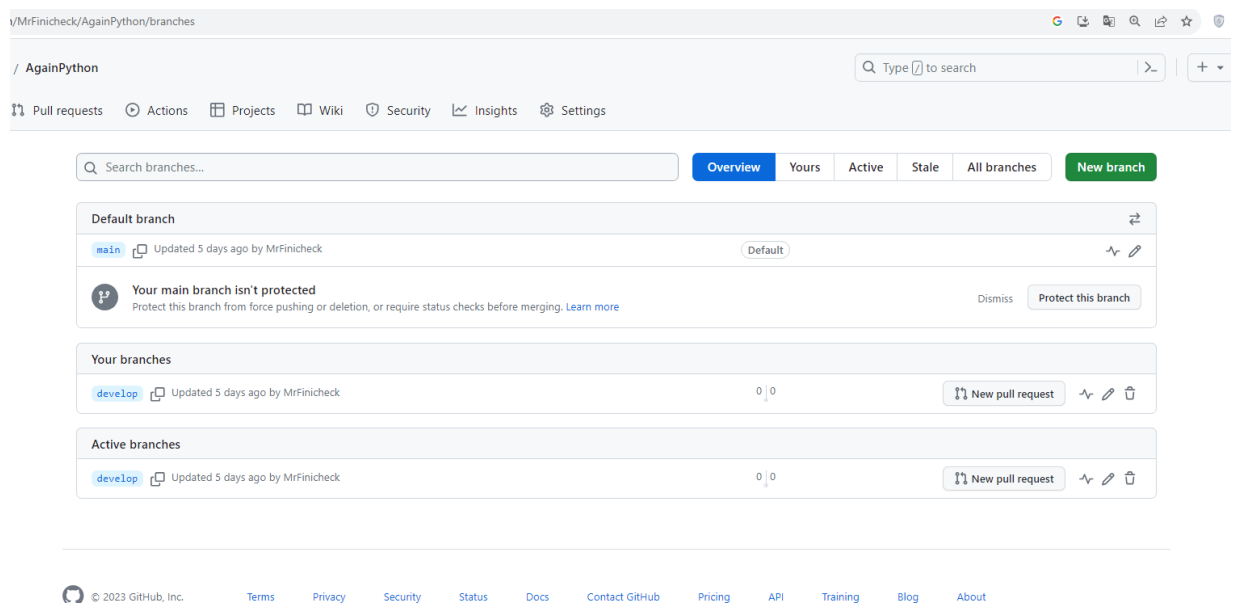 /MrFinicheck/AgainPython/branches
/ AgainPython
Type / to search
Pull requests Actions Projects Wiki Security Insights Settings
Search branches... Overview Yours Active Stale All branches New branch
Default branch
main Updated 5 days ago by MrFinicheck Default
Your main branch isn't protected
Protect this branch from force pushing or deletion, or require status checks before merging. Learn more
Dismiss Protect this branch
Your branches
develop Updated 5 days ago by MrFinicheck 0 0 New pull request
Active branches
develop Updated 5 days ago by MrFinicheck 0 0 New pull request
© 2023 GitHub, Inc. Terms Privacy Security Status Docs Contact GitHub Pricing API Training Blog About